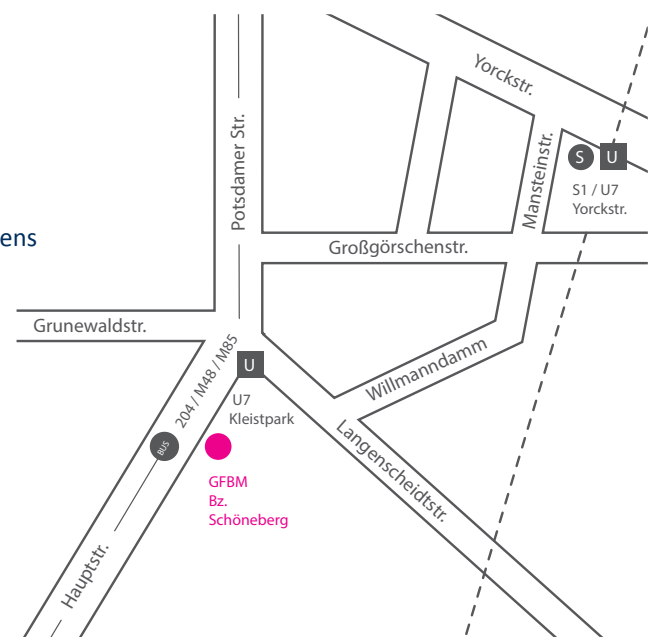 Yorckstr.
Potsdamer Str.
Mansteinstr.
S
U
S1 / U7
Yorckstr.
ens
Großgörschenstr.
Grunewaldstr.
204 / M48 / M85
U
Willmanndamm
U7
Kleistpark
BUS
Langenscheidtstr.
GFBM
Bz.
Schöneberg
Hauptstr.